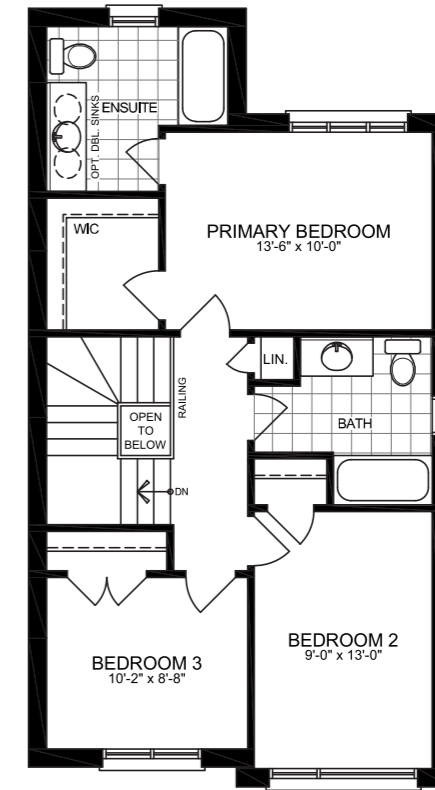 ENSUITE
OPT. DBL. SINKS
WIC
PRIMARY BEDROOM
13'-6" x 10'-0"
LIN.
RAILING
OPEN
TO
BELOW
BATH
DN
BEDROOM 2
9'-0" x 13'-0"
BEDROOM 3
10'-2" x 8'-8"